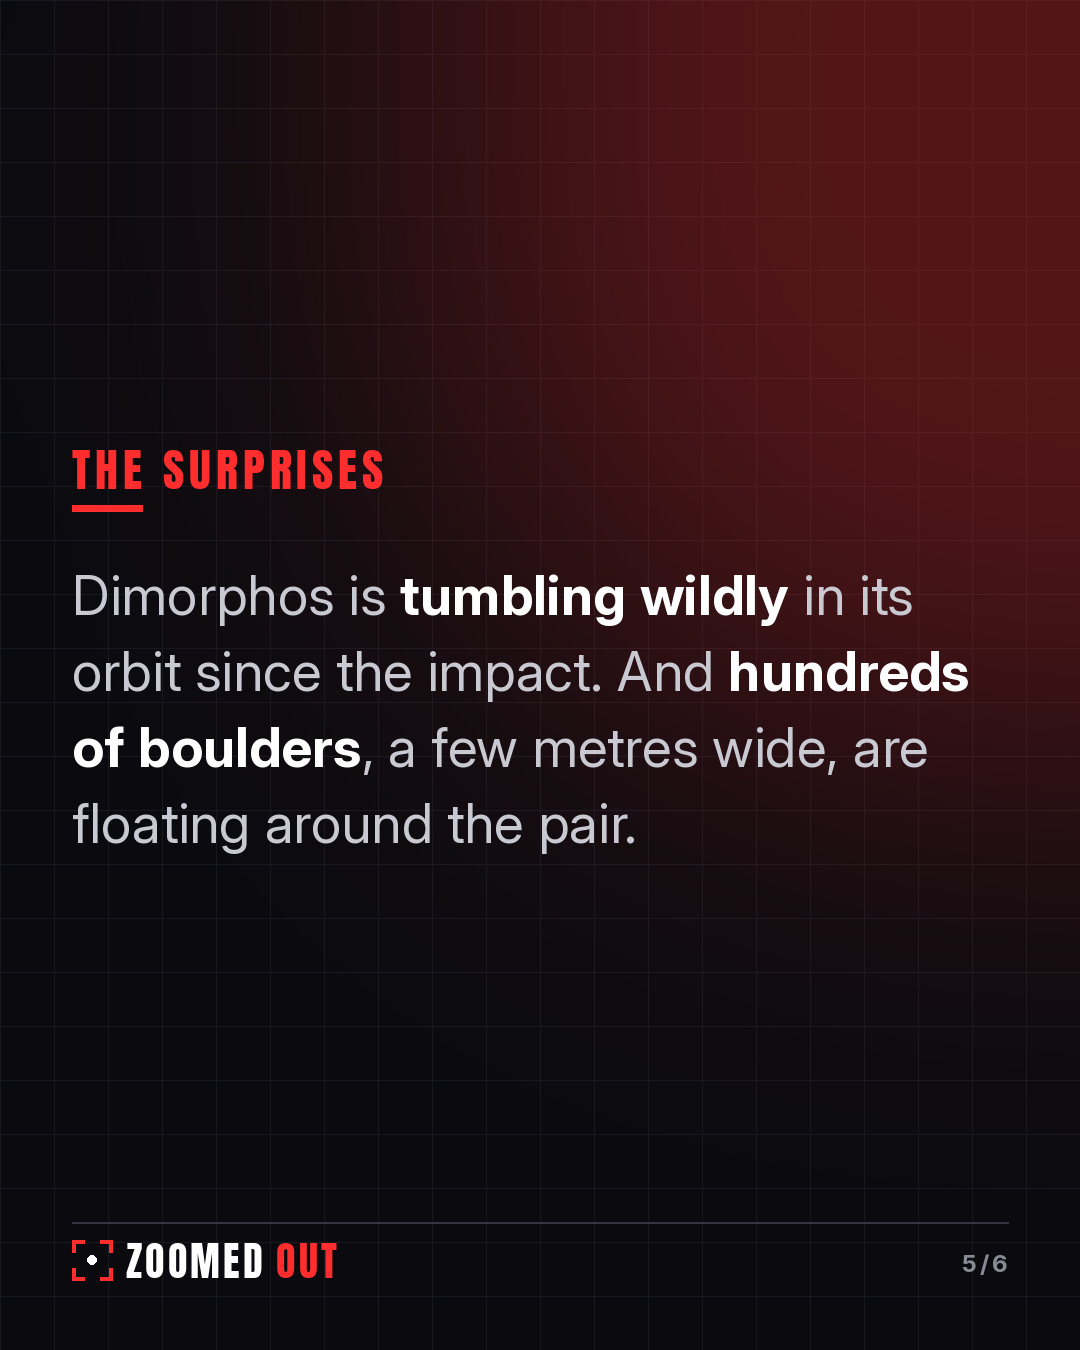 THE SURPRISES
Dimorphos is tumbling wildly in its
orbit since the impact. And hundreds
of boulders, a few metres wide, are
floating around the pair.
ZOOMED OUT
5/6